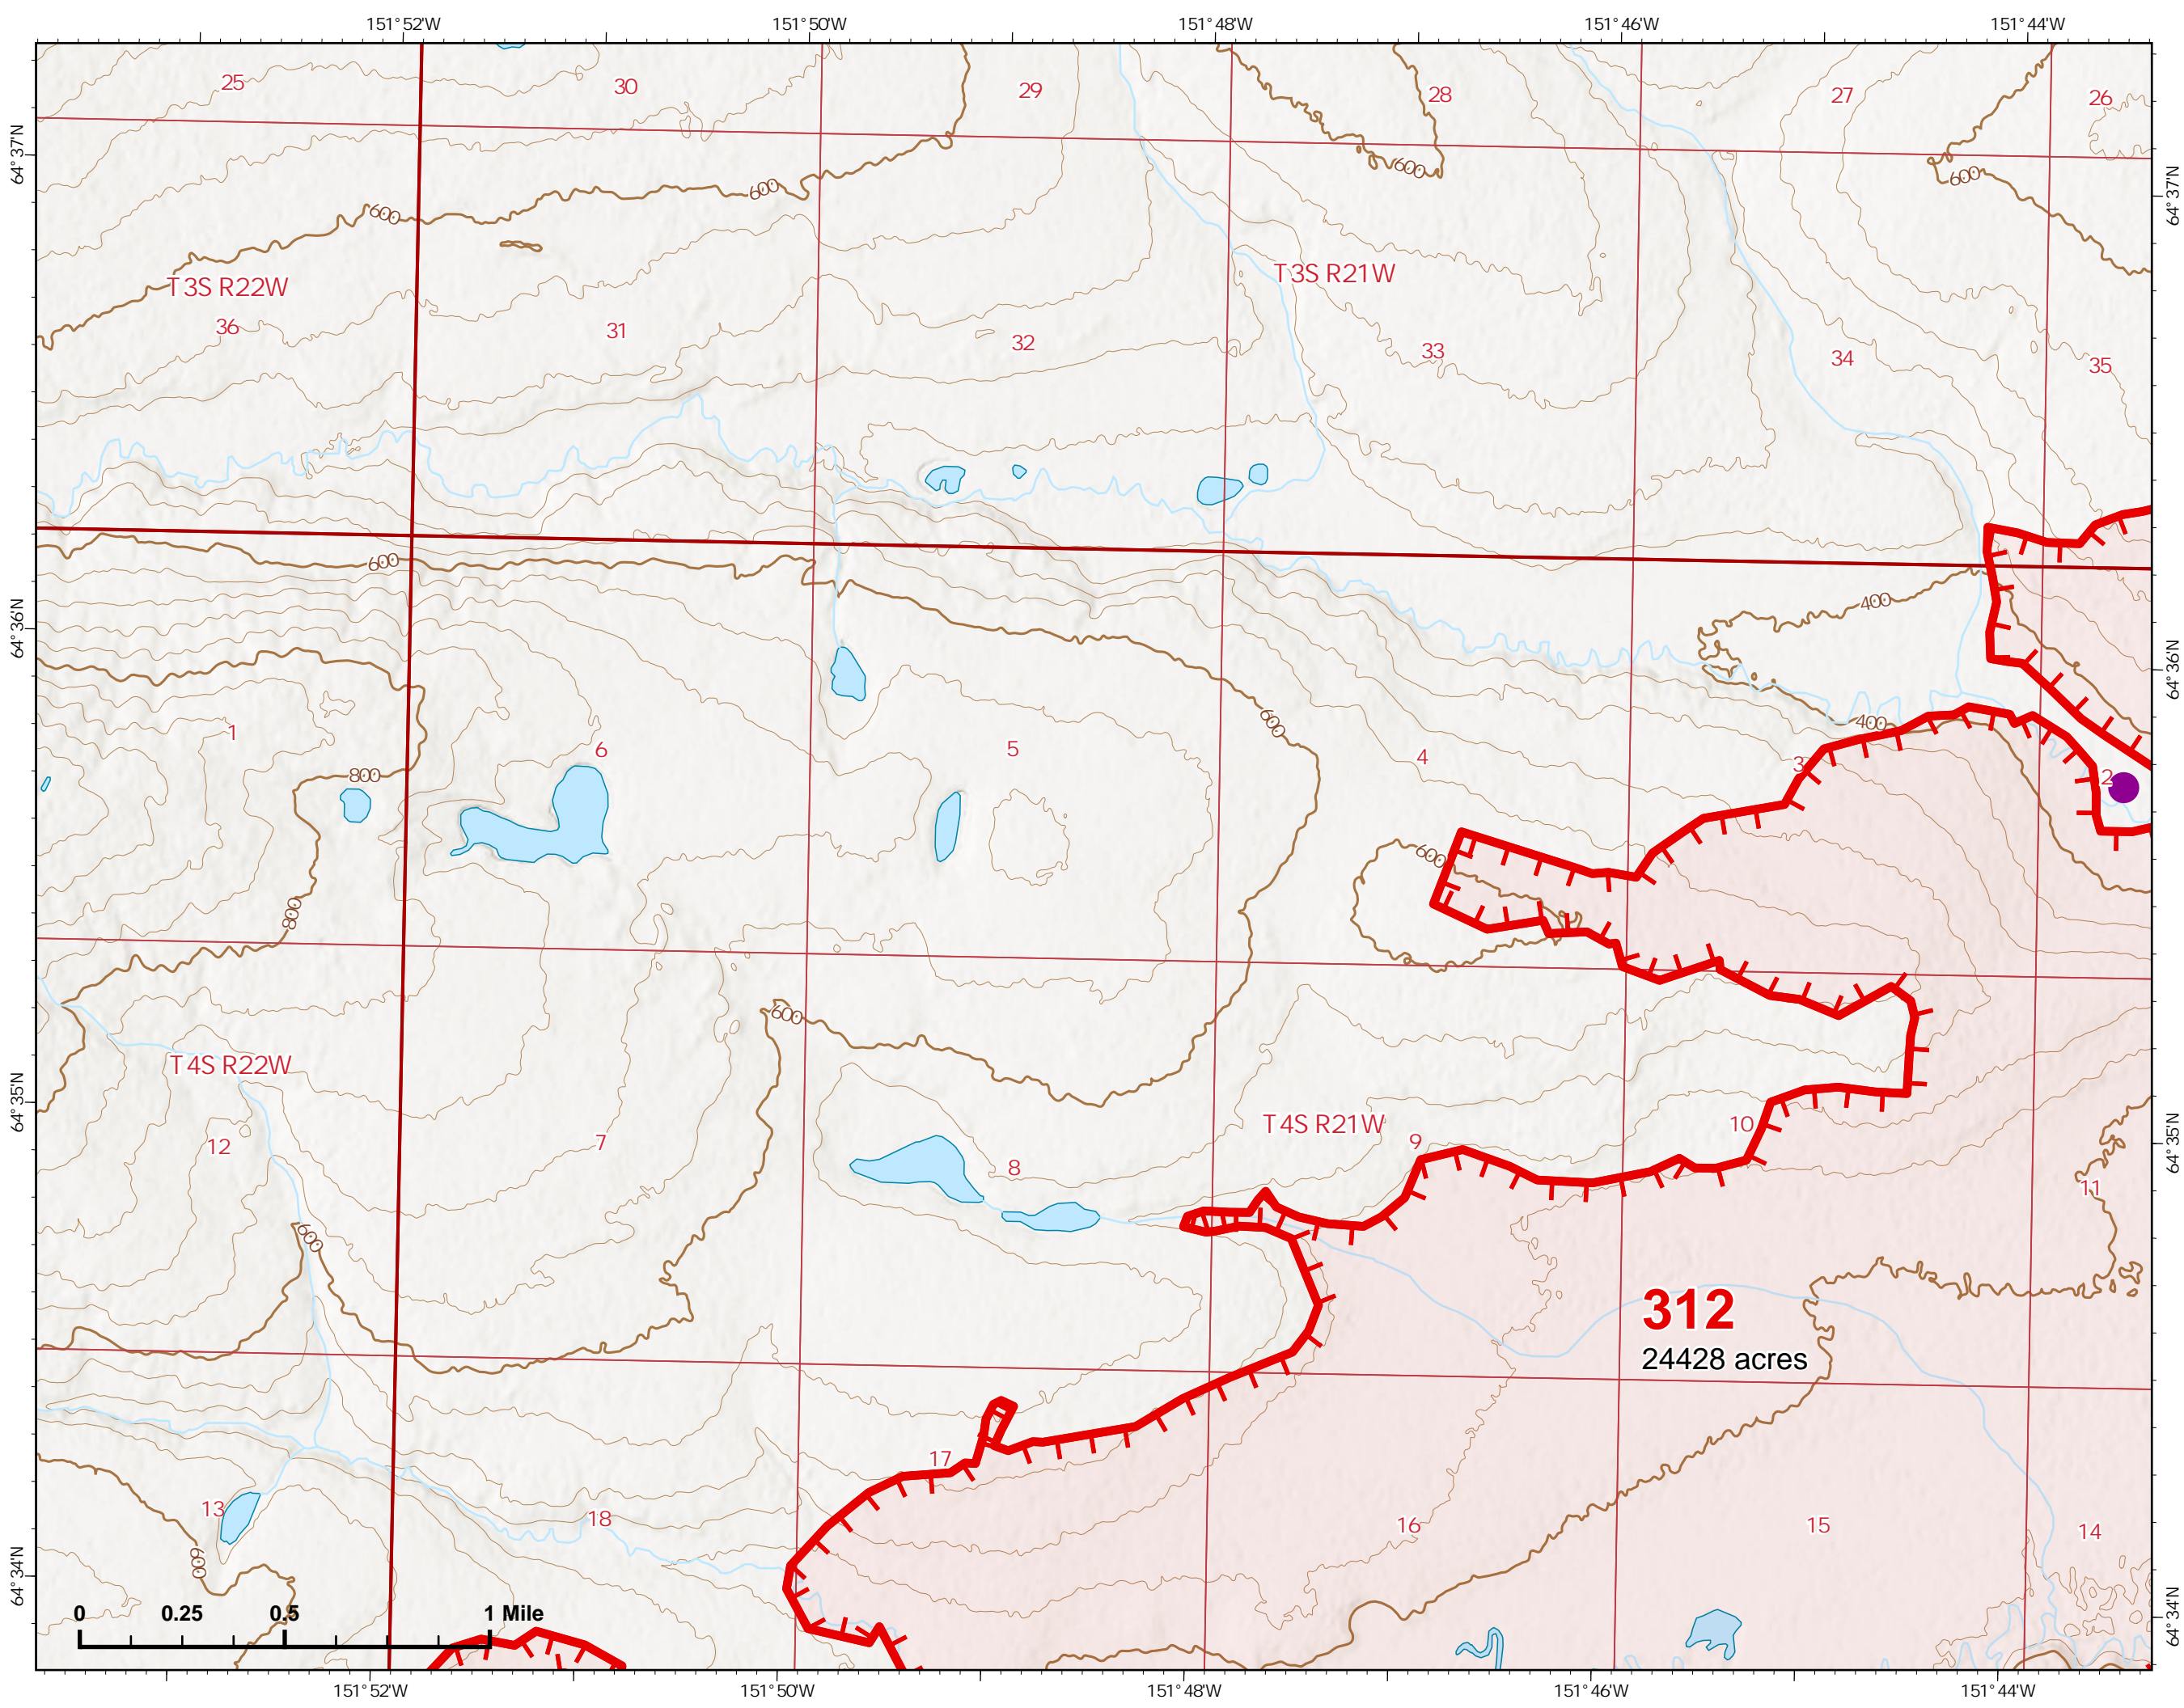 151°52'W 151°50'W 151°48'W 151°46'W 151°44'W
25 30 29 28 27 26
64°37'N 64°37'N
600 600 600 600
T3S R22W T3S R21W
36 31 32 33 34 35
600
400
64°36'N 64°36'N
1 6 5 600 4 400 3 2
800
600
800
600
T4S R22W
64°35'N 64°35'N
T4S R21W
12 7 8 9 10 11
600
312
24428 acres
17
13 18 16 15 14
600
64°34'N 64°34'N
0 0.25 0.5 1 Mile
151°52'W 151°50'W 151°48'W 151°46'W 151°44'W